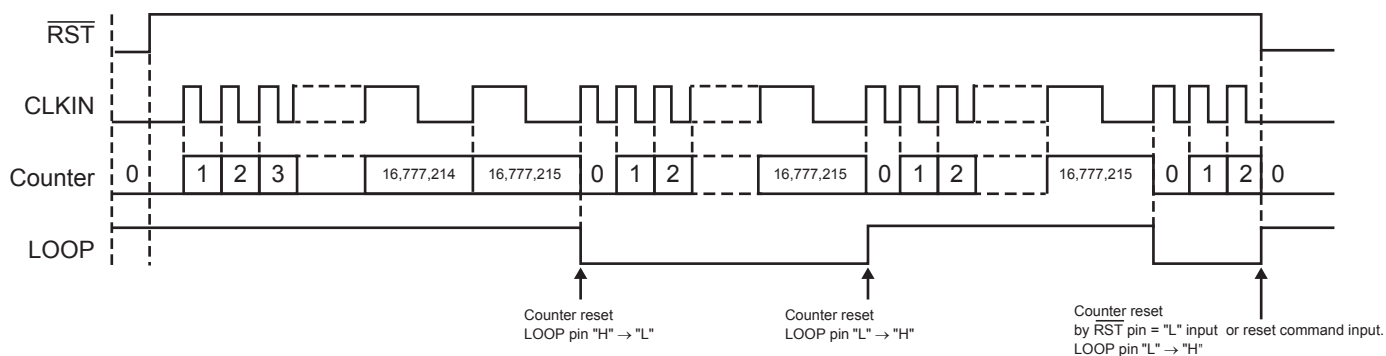 RST
CLKIN
Counter 0 1 2 3 16,777,214 16,777,215 0 1 2 16,777,215 0 1 2 16,777,215 0 1 2 0
LOOP
Counter reset
LOOP pin "H" → "L"
Counter reset
LOOP pin "L" → "H"
Counter reset
by RST pin = "L" input or reset command input.
LOOP pin "L" → "H"